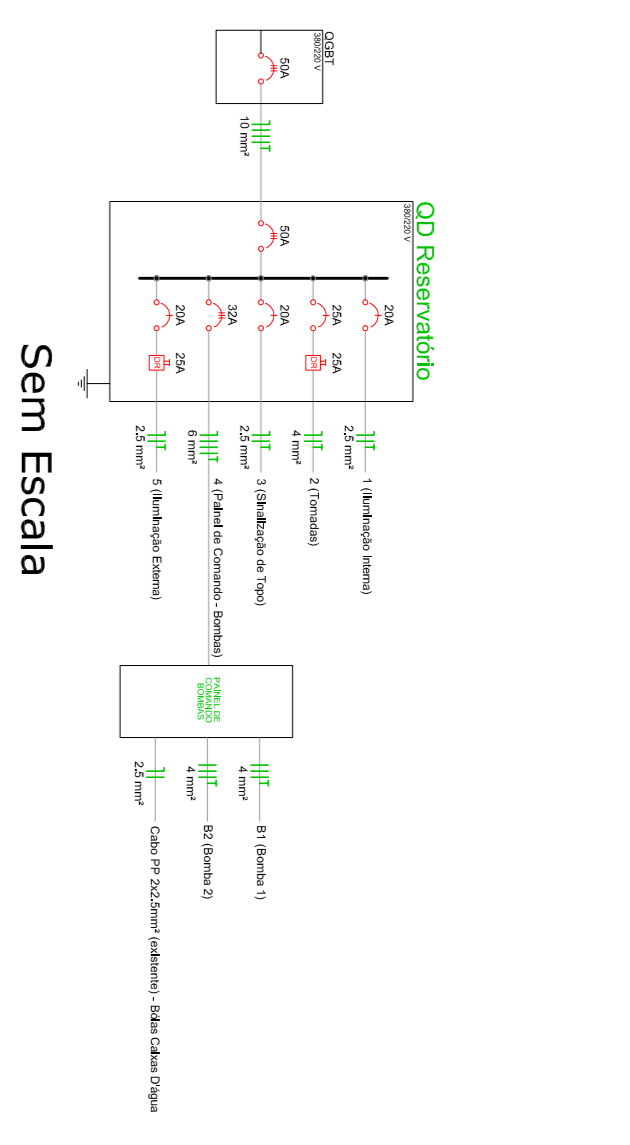 QGBT
380/220 V
50A
10 mm²
QD Reservatório
380/220 V
50A
20A
2.5 mm²
1 (Iluminação Interna)
25A
25A
DR
4 mm²
2 (Tomadas)
20A
2.5 mm²
3 (Sinalização de Topo)
32A
6 mm²
4 (Painel de Comando - Bombas)
20A
25A
DR
2.5 mm²
5 (Iluminação Externa)
PAINEL DE
COMANDO
BOMBAS
4 mm²
B1 (Bomba 1)
4 mm²
B2 (Bomba 2)
2.5 mm²
Cabo PP 2x2.5mm² (existente) - Bólas Caixas D'água
Sem Escala